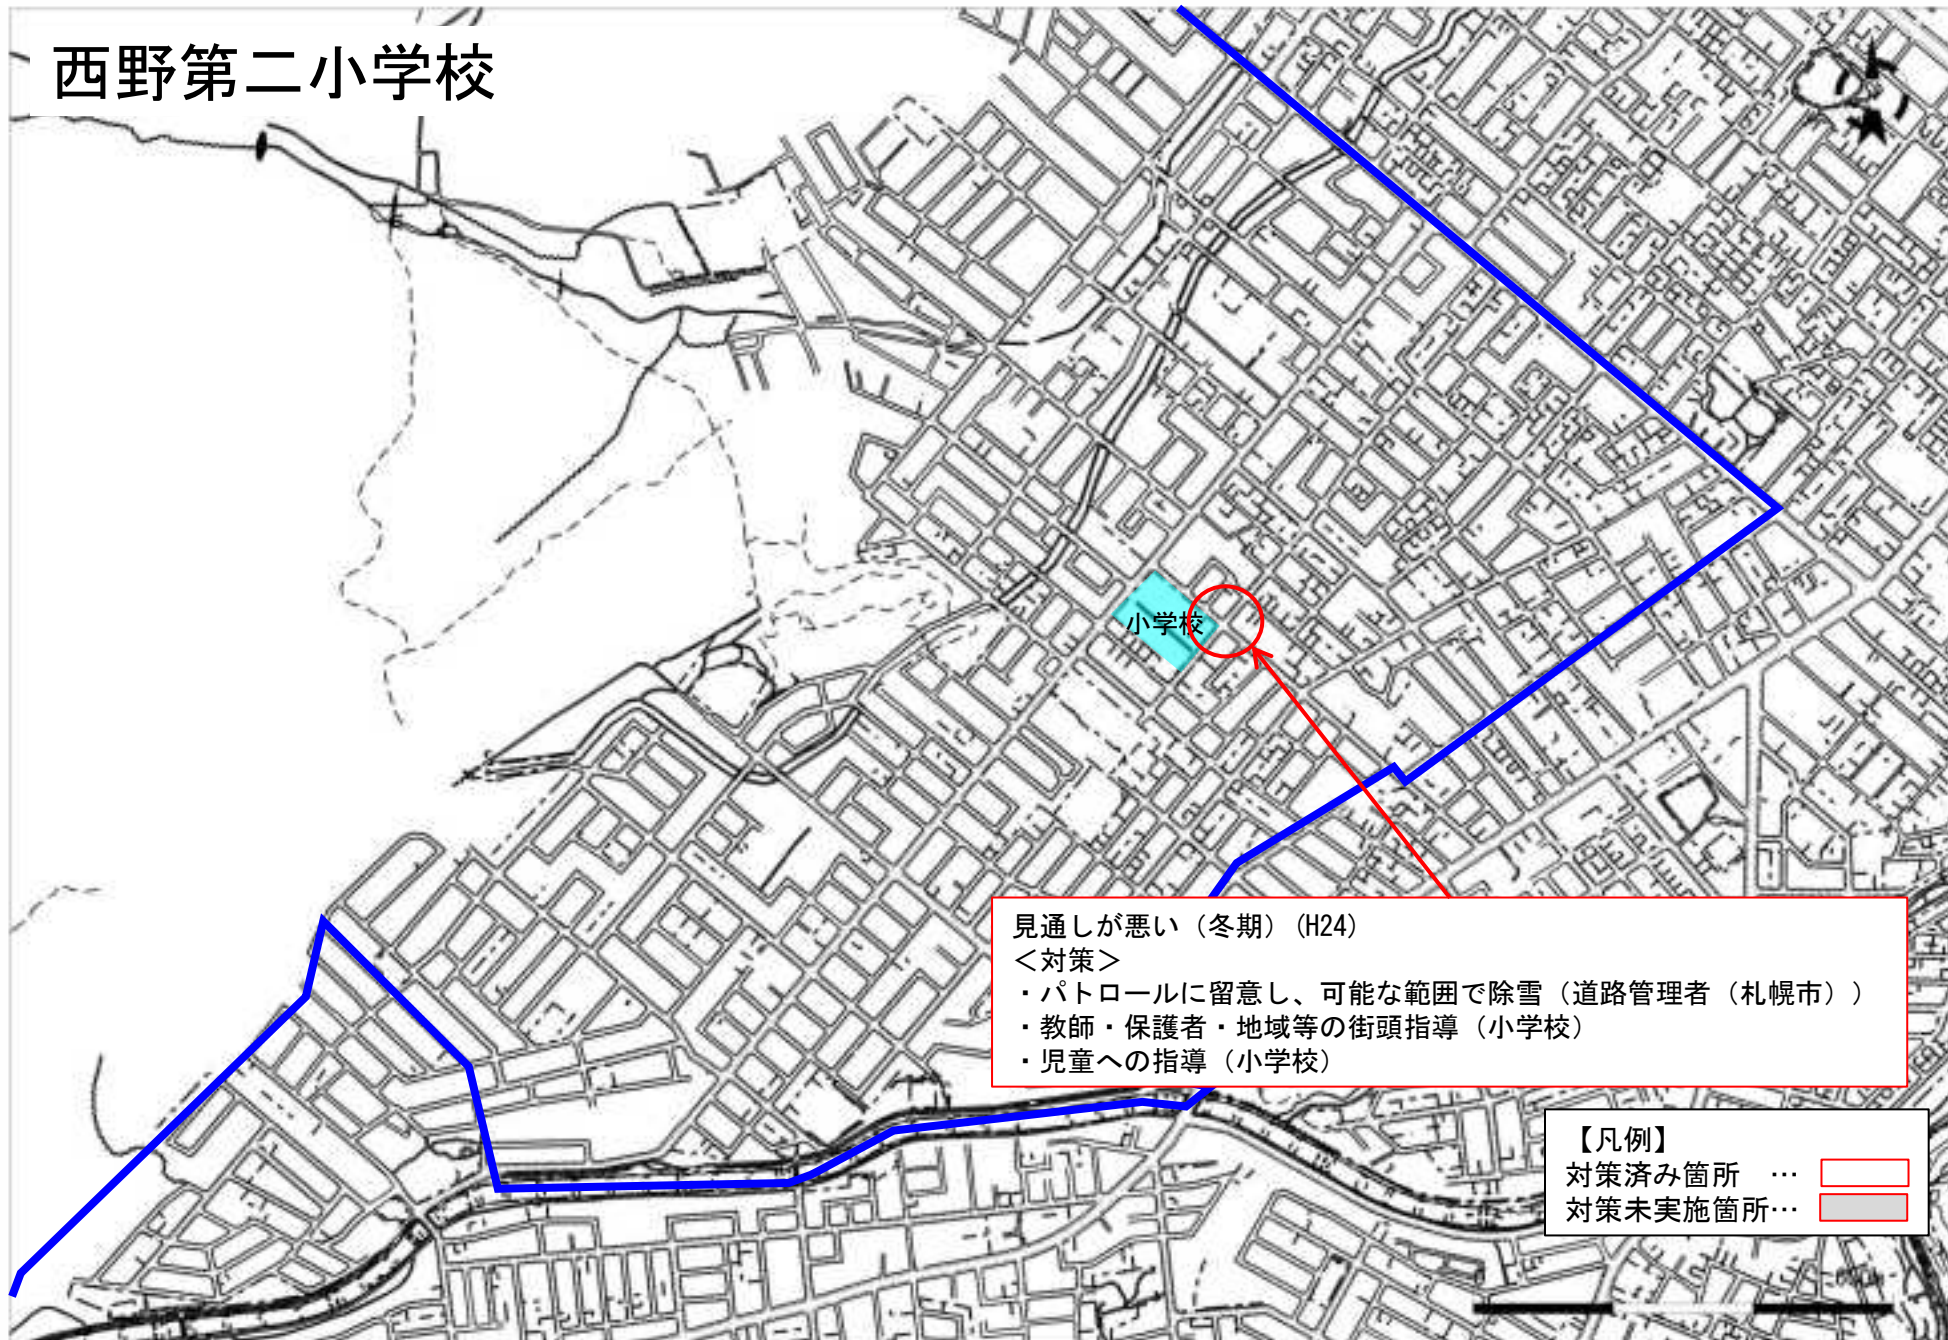 西野第二小学校
小学校
見通しが悪い（冬期）(H24)
＜対策＞
・パトロールに留意し、可能な範囲で除雪（道路管理者（札幌市））
・教師・保護者・地域等の街頭指導（小学校）
・児童への指導（小学校）
【凡例】
対策済み箇所　…
対策未実施箇所…